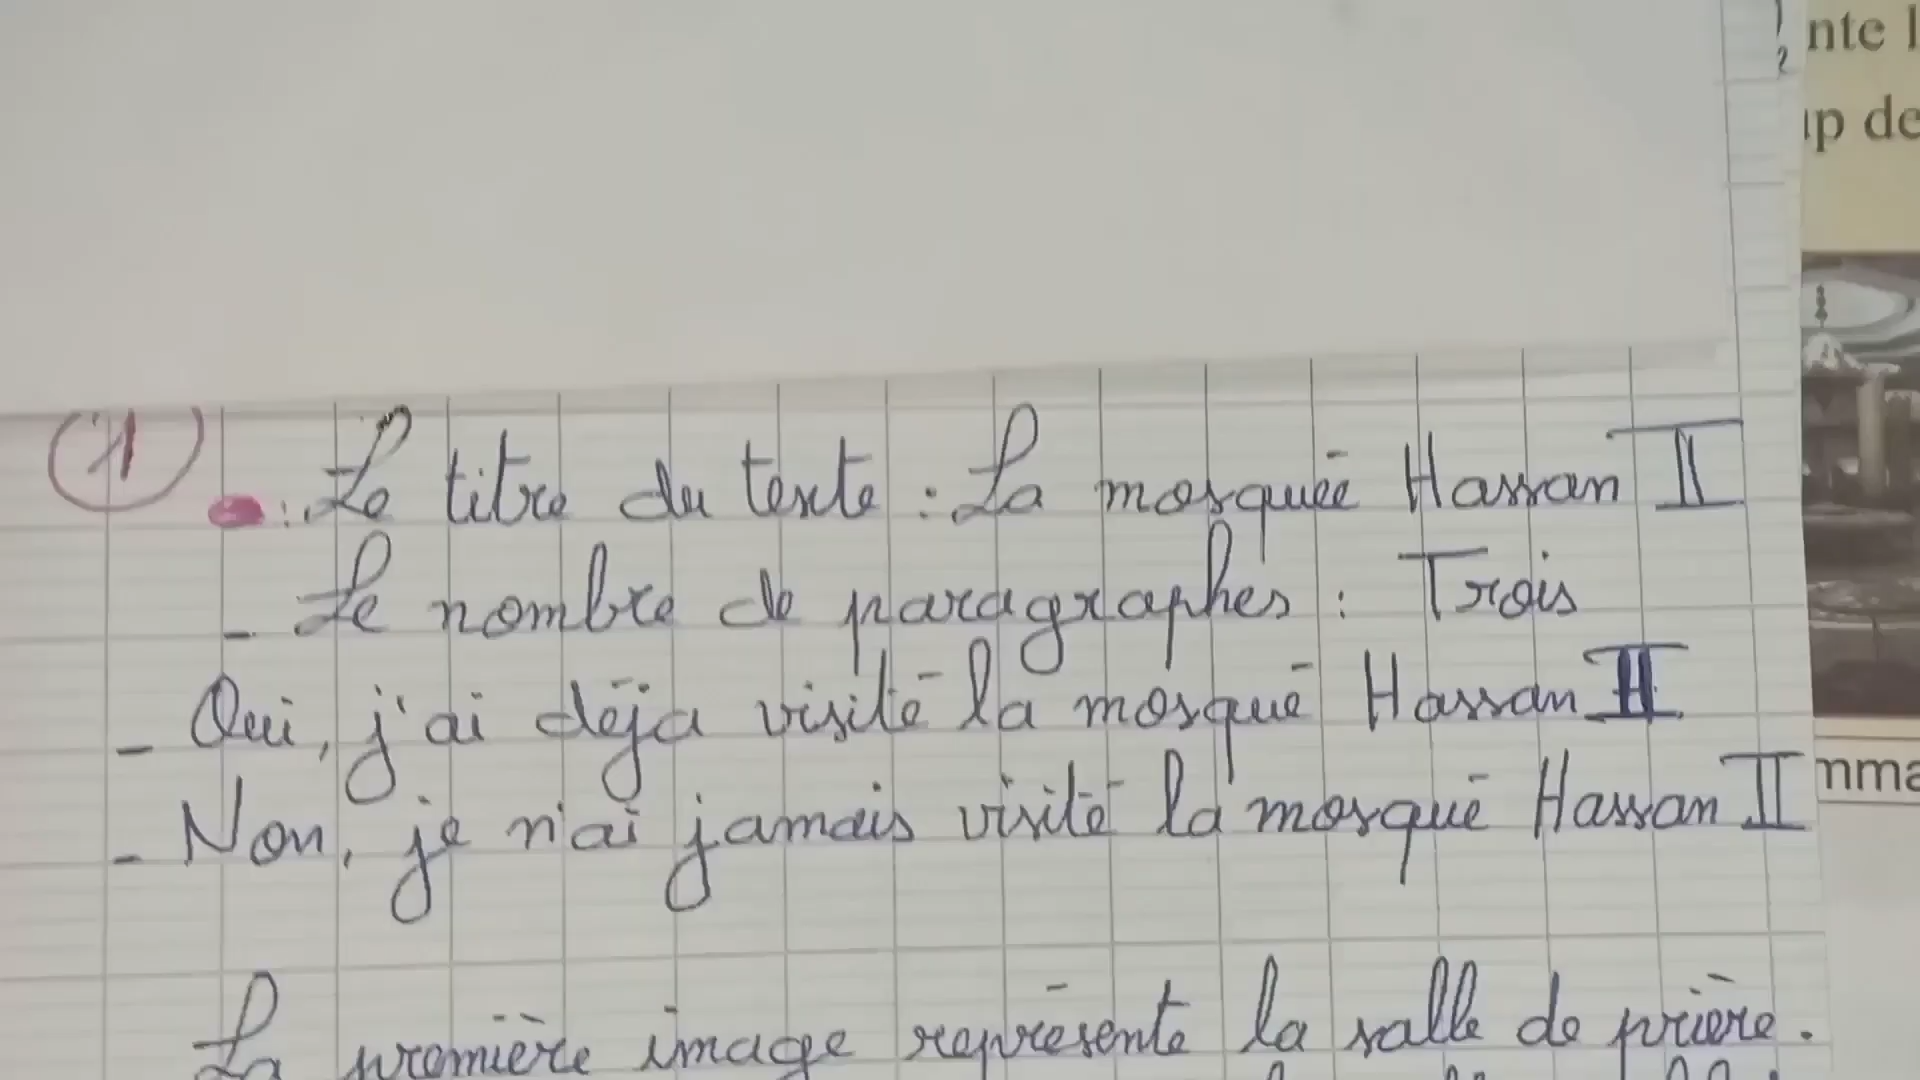 nte l
ip de
1 : Le titre du texte : La mosquée Hassan II
- Le nombre de paragraphes : Trois
- Oui, j'ai déja visité la mosqué Hassan II
mma
- Non, je n'ai jamais visité la mosqué Hassan II
La première image représente la salle de prière.